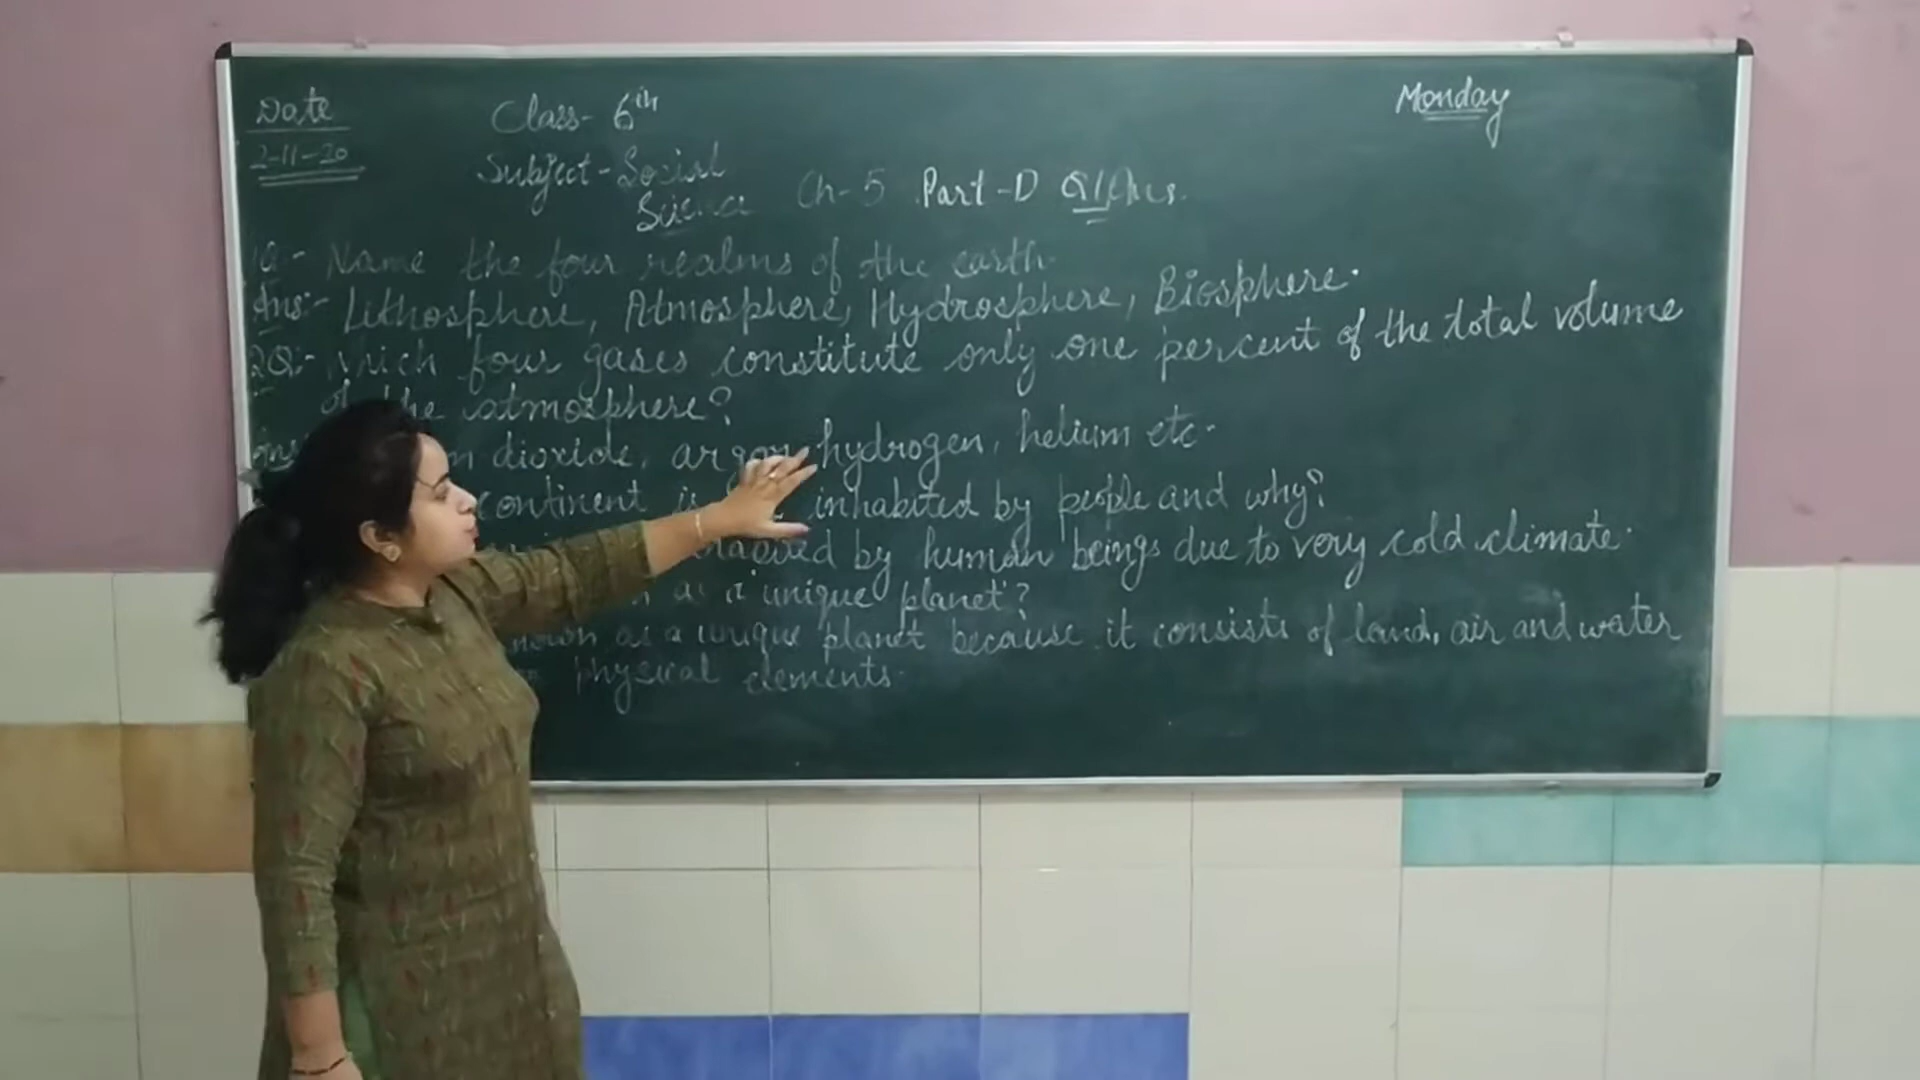 Date
2-11-20
Class- 6th
Monday
Subject- Social
Science
Ch-5 Part-D Q/Ans.
1Q:- Name the four realms of the earth.
Ans:- Lithosphere, Atmosphere, Hydrosphere, Biosphere.
2Q:- which four gases constitute only one percent of the total volume
of the atmosphere?
Ans dioxide, argon, hydrogen, helium etc.
continent is inhabited by people and why?
by human beings due to very cold climate.
as a unique planet?
as a unique planet because it consists of land, air and water
physical elements.